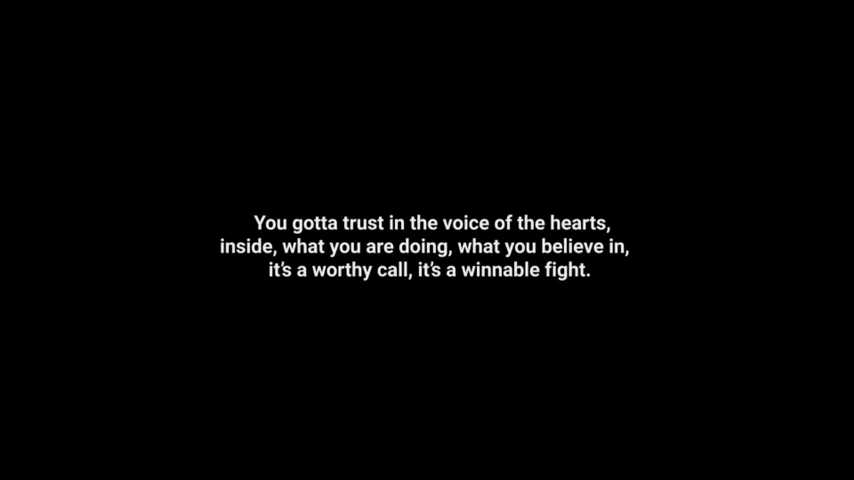 You gotta trust in the voice of the hearts,
inside, what you are doing, what you believe in,
it's a worthy call, it's a winnable fight.